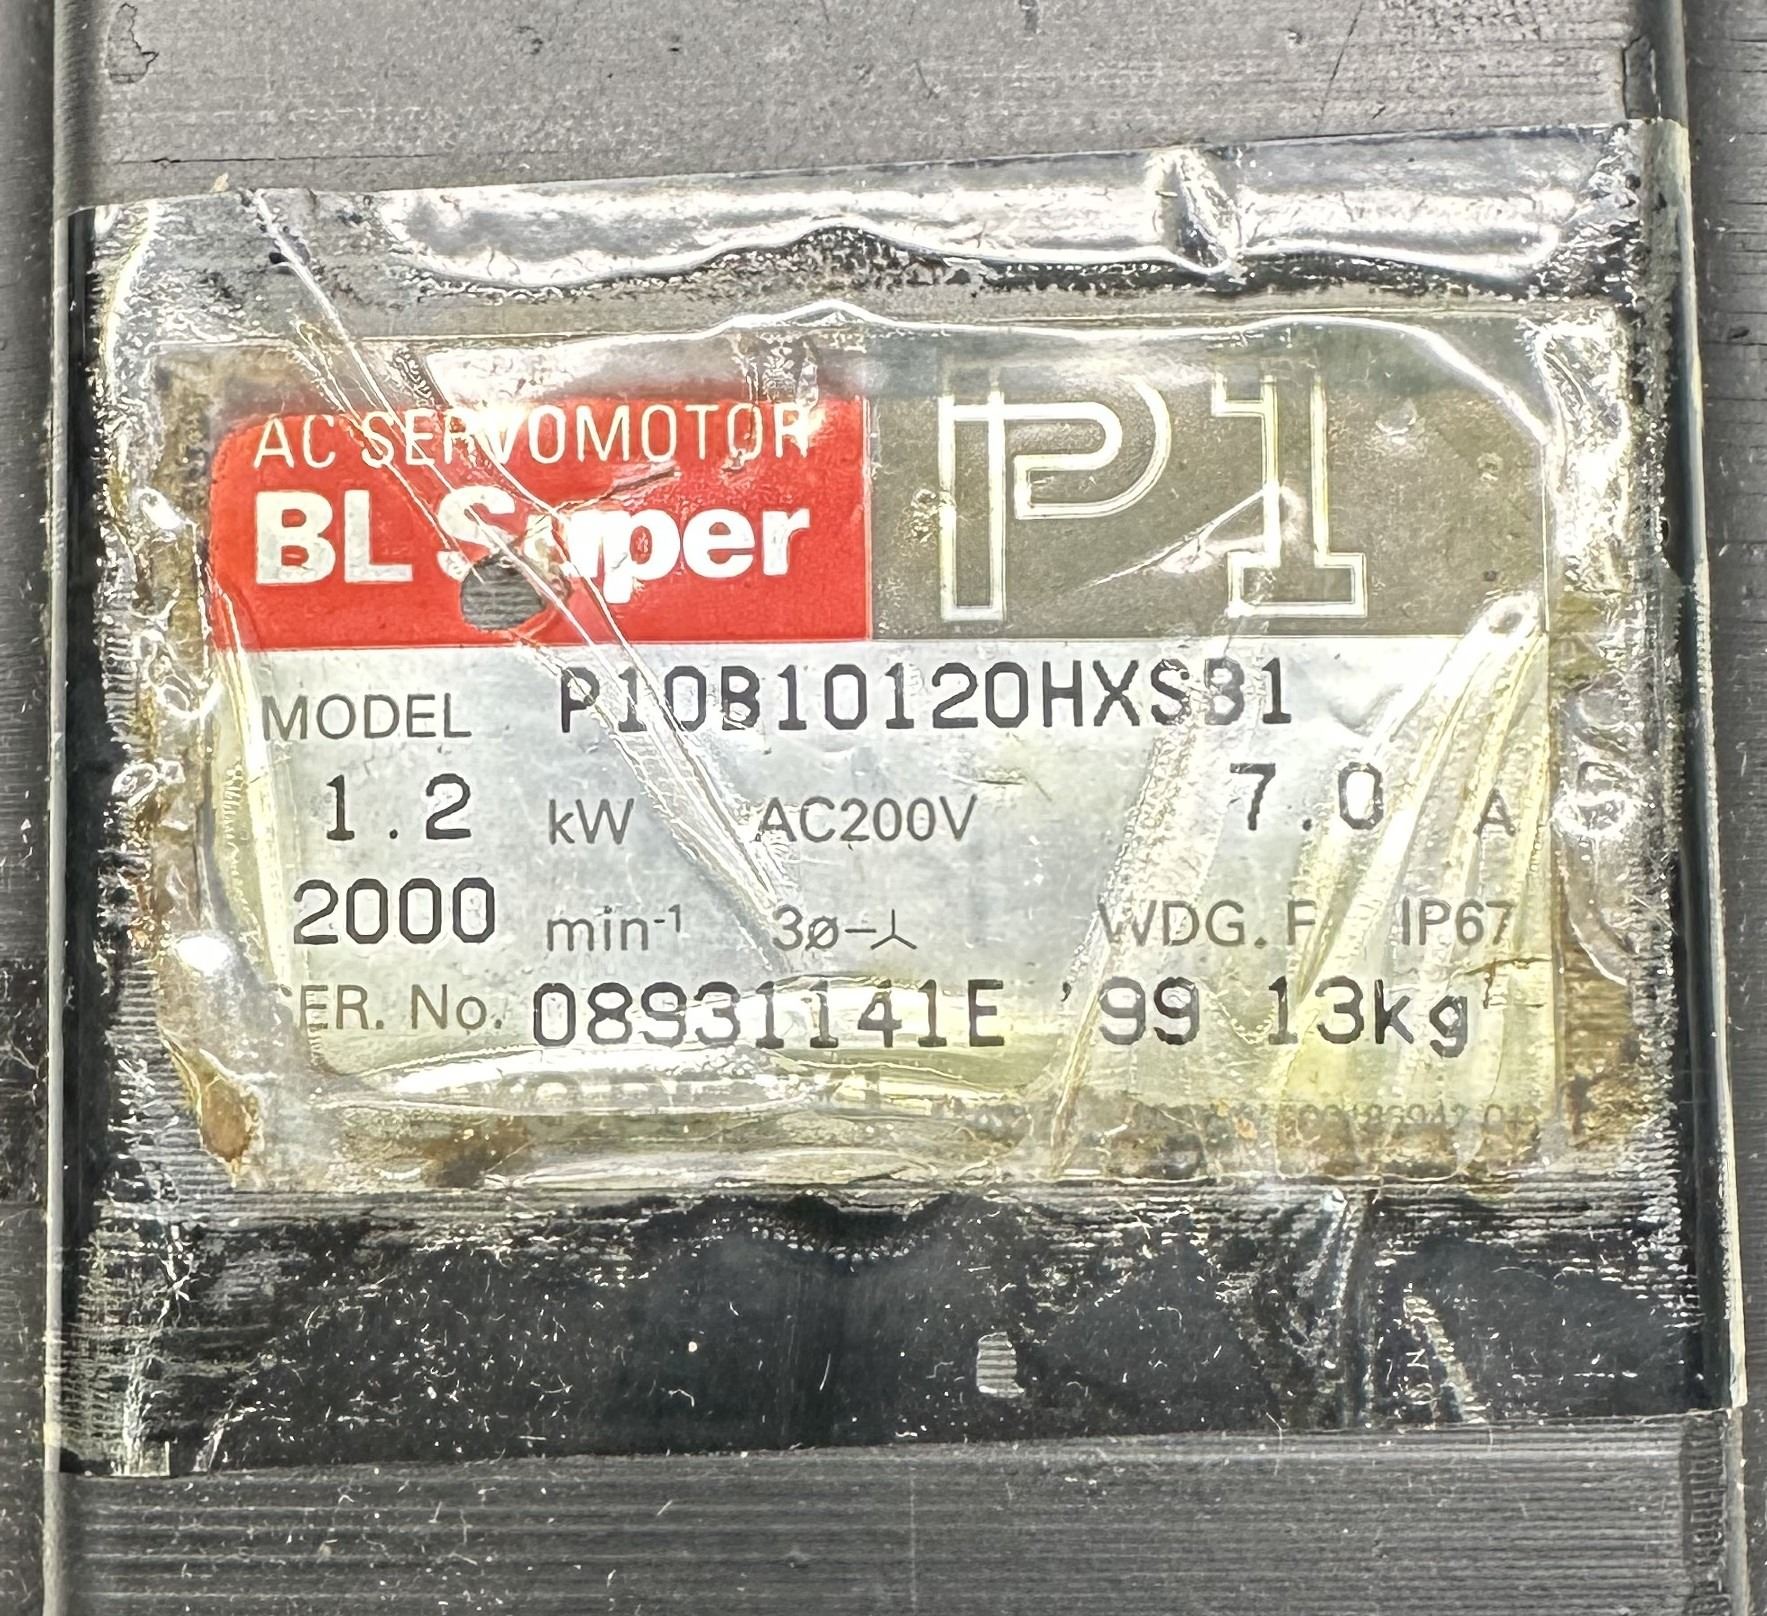 AC SERVOMOTOR
BL Super P1
MODEL P10B10120HXSB1
1.2 kW AC200V 7.0 A
2000 min⁻¹ 3ø-⅄ WDG. F IP67
SER. No. 08931141E '99 13kg